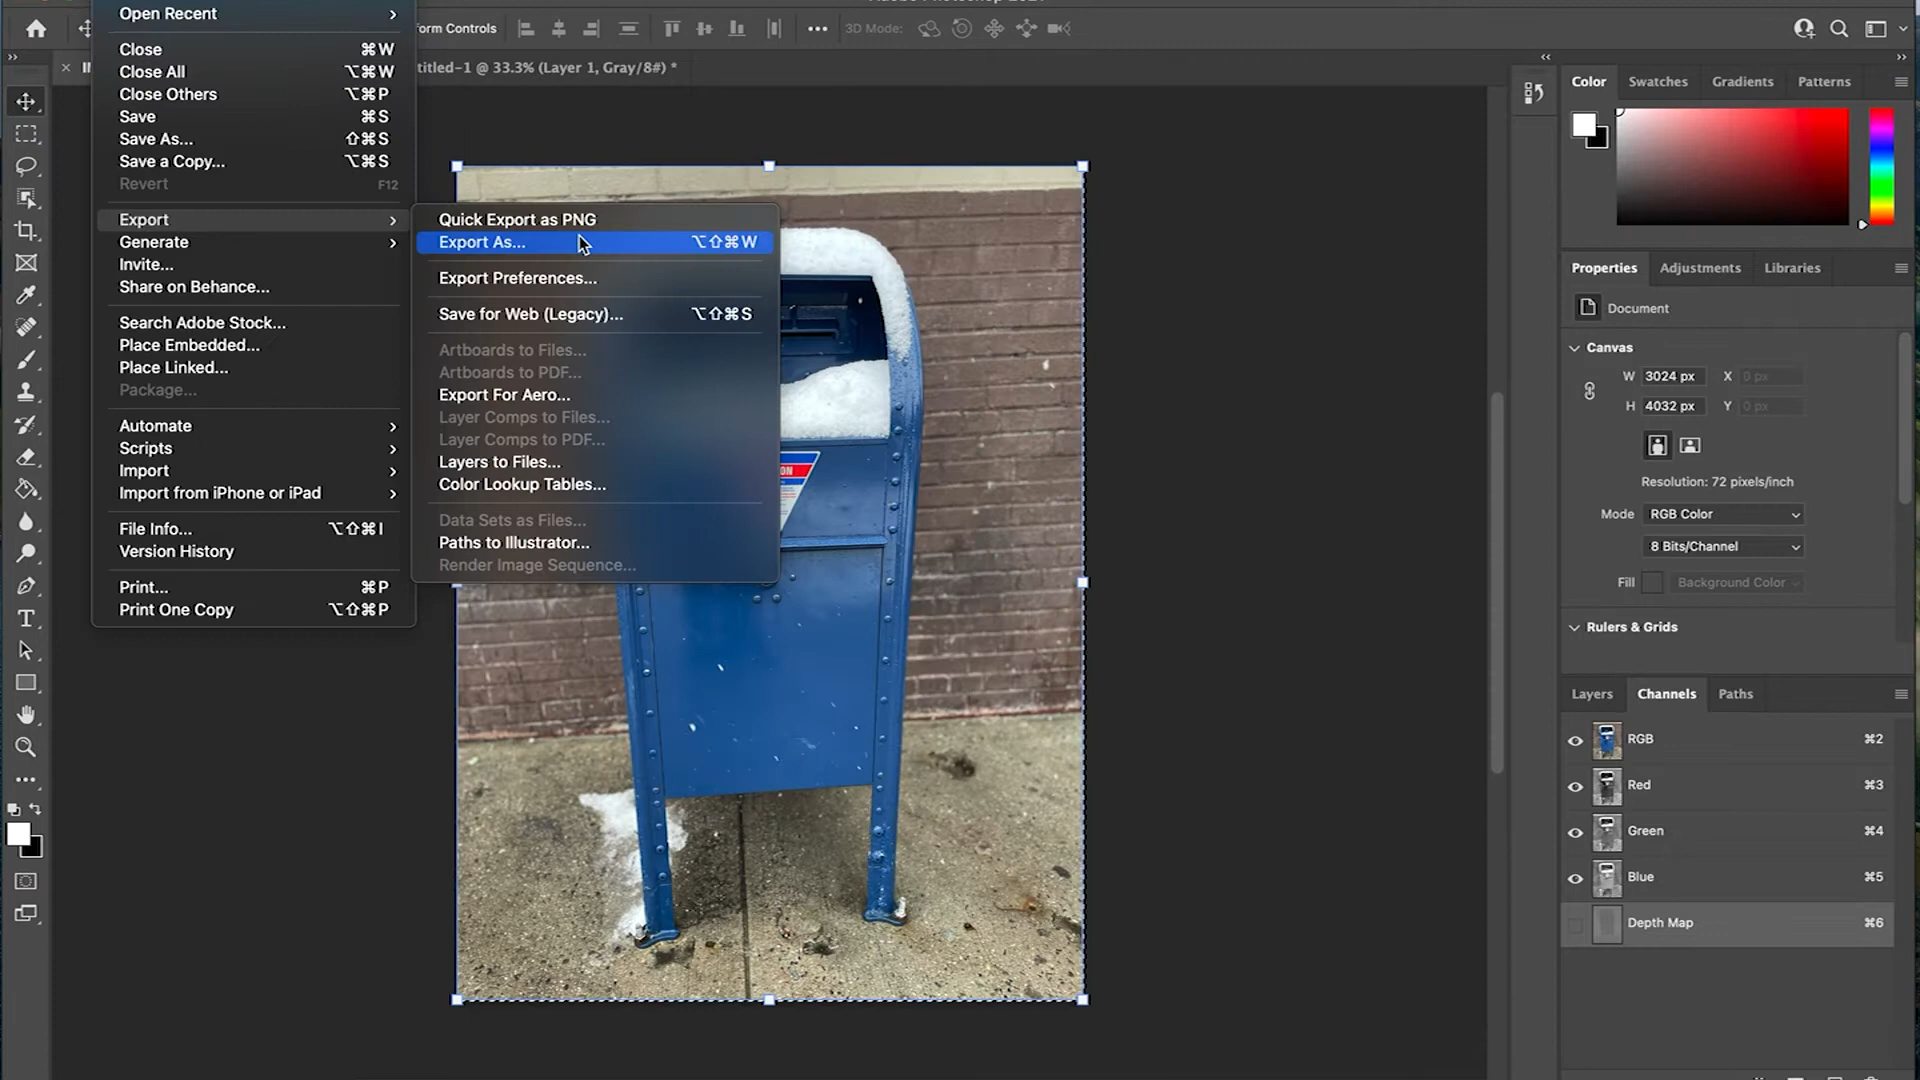 Open Recent
Close ⌘W
Close All ⌥⌘W
Close Others ⌥⌘P
Save ⌘S
Save As... ⇧⌘S
Save a Copy... ⌥⌘S
Revert F12
Export
Generate
Invite...
Share on Behance...
Search Adobe Stock...
Place Embedded...
Place Linked...
Package...
Automate
Scripts
Import
Import from iPhone or iPad
File Info... ⌥⇧⌘I
Version History
Print... ⌘P
Print One Copy ⌥⇧⌘P
Quick Export as PNG
Export As... ⌥⇧⌘W
Export Preferences...
Save for Web (Legacy)... ⌥⇧⌘S
Artboards to Files...
Artboards to PDF...
Export For Aero...
Layer Comps to Files...
Layer Comps to PDF...
Layers to Files...
Color Lookup Tables...
Data Sets as Files...
Paths to Illustrator...
Render Image Sequence...
form Controls
3D Mode:
titled-1 @ 33.3% (Layer 1, Gray/8#) *
ON
Color Swatches Gradients Patterns
Properties Adjustments Libraries
Document
Canvas
W 3024 px X 0 px
H 4032 px Y 0 px
Resolution: 72 pixels/inch
Mode RGB Color
8 Bits/Channel
Fill Background Color
Rulers & Grids
Layers Channels Paths
RGB ⌘2
Red ⌘3
Green ⌘4
Blue ⌘5
Depth Map ⌘6